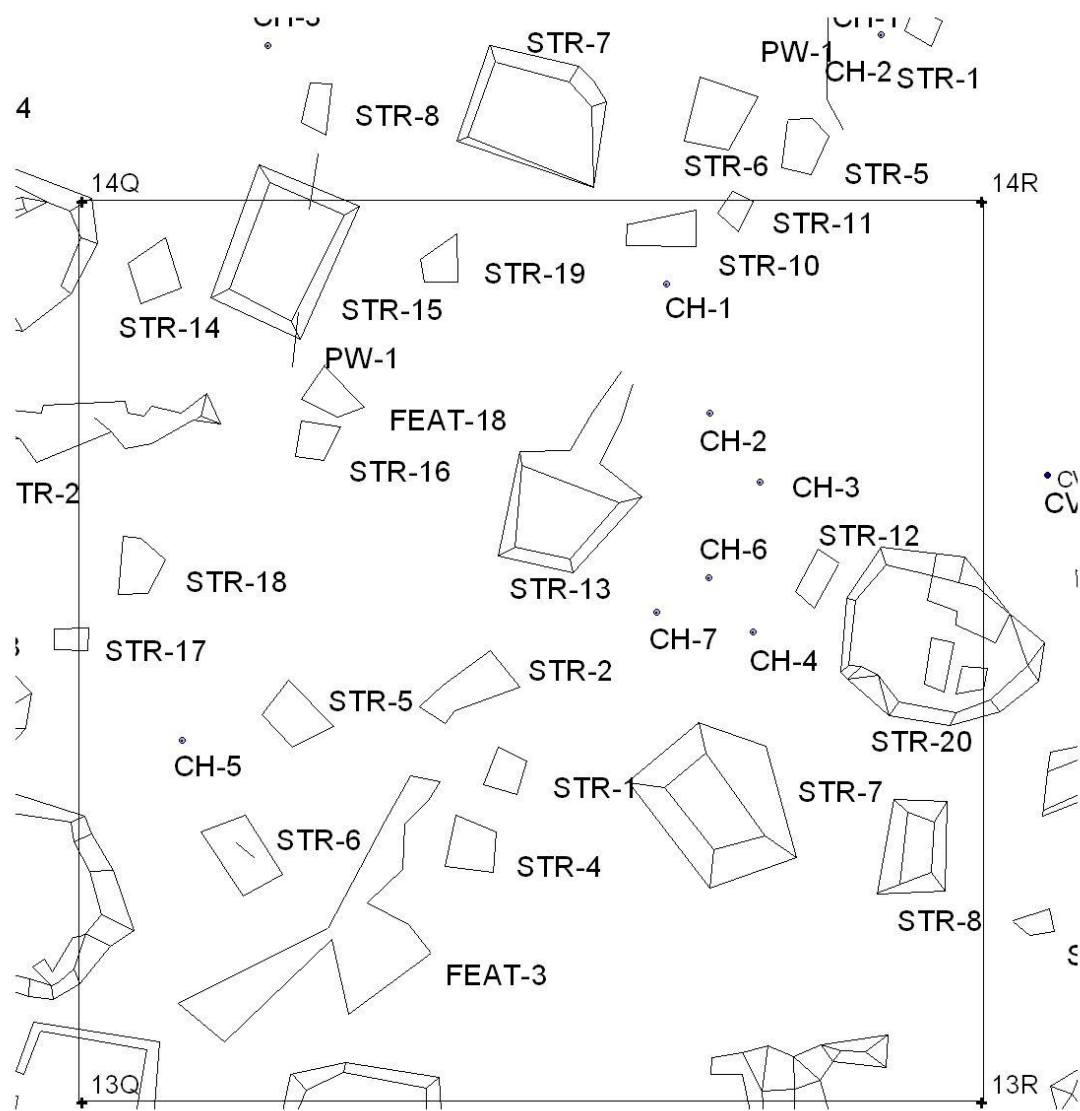 STR-7
PW-1
CH-2
STR-1
4
STR-8
STR-6
STR-5
14Q
14R
STR-11
STR-19
STR-10
STR-15
CH-1
STR-14
PW-1
FEAT-18
CH-2
STR-16
CH-3
TR-2
CV
STR-12
CH-6
STR-18
STR-13
CH-7
STR-17
CH-4
STR-2
STR-5
STR-20
CH-5
STR-1
STR-7
STR-6
STR-4
STR-8
FEAT-3
13Q
13R